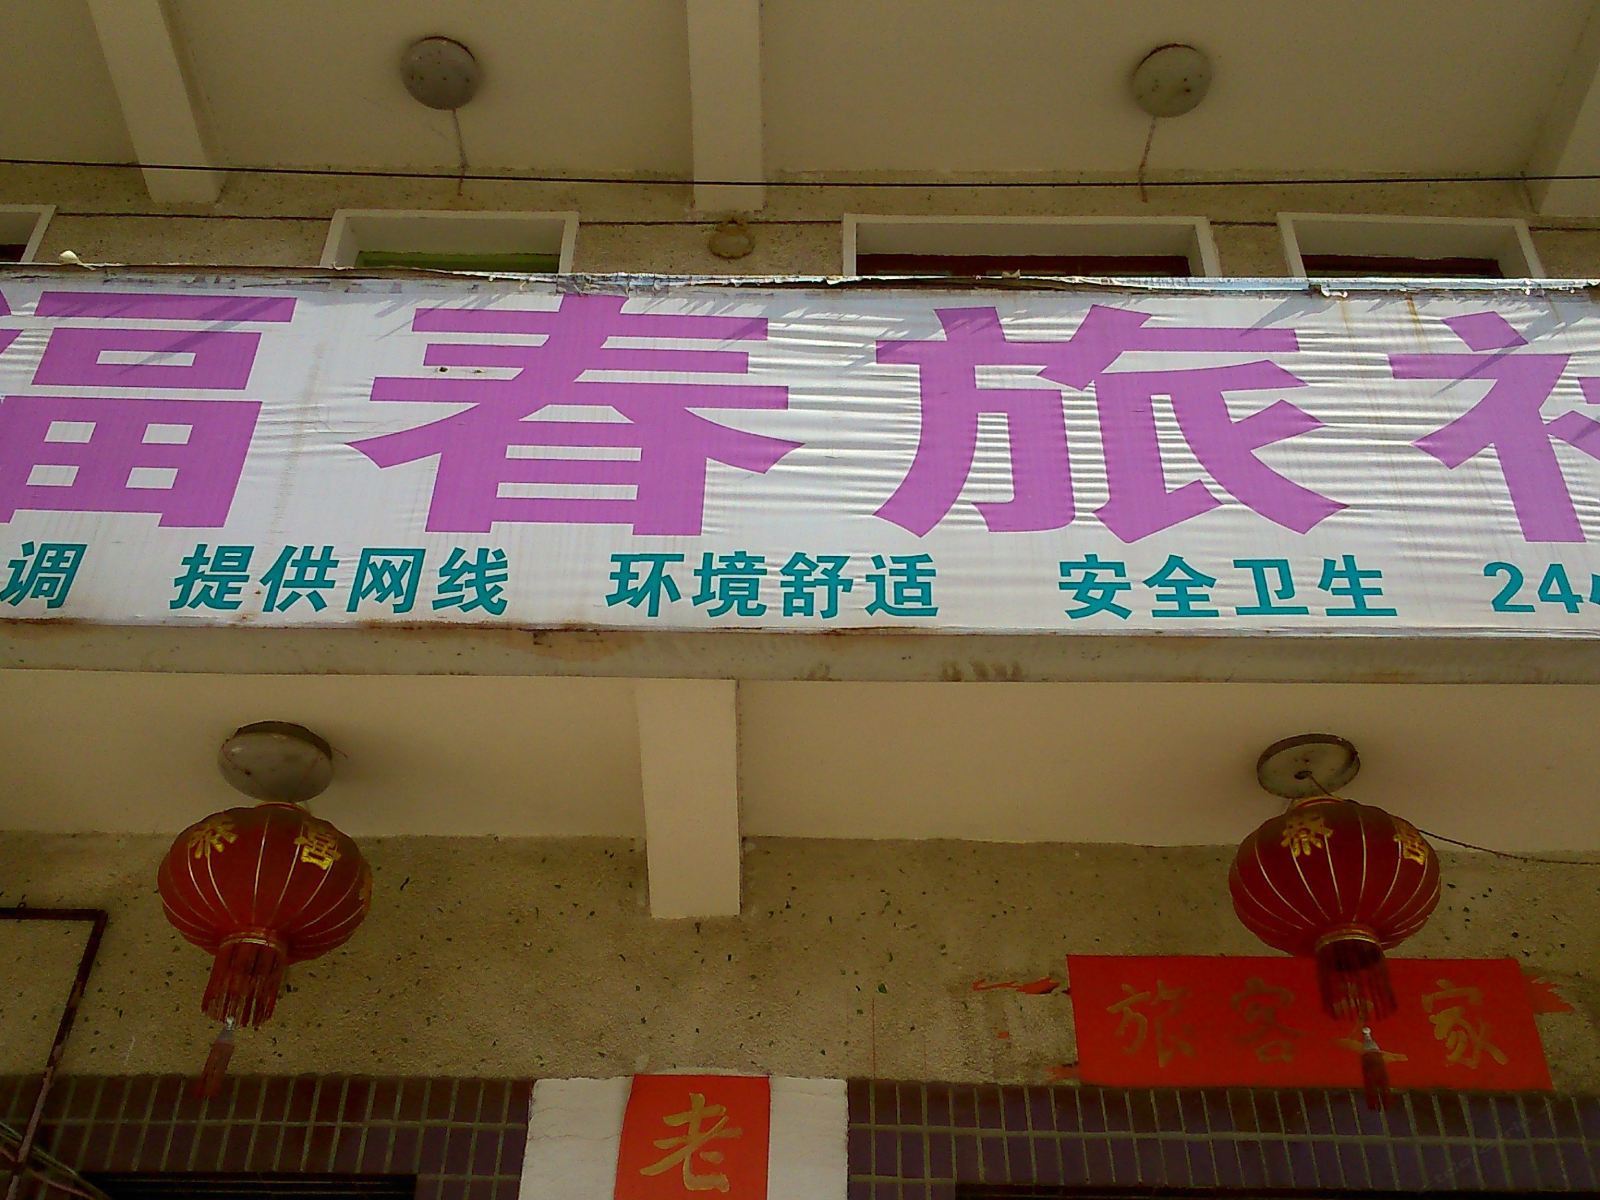 福春旅社
调 提供网线 环境舒适 安全卫生 24
旅客之家
老